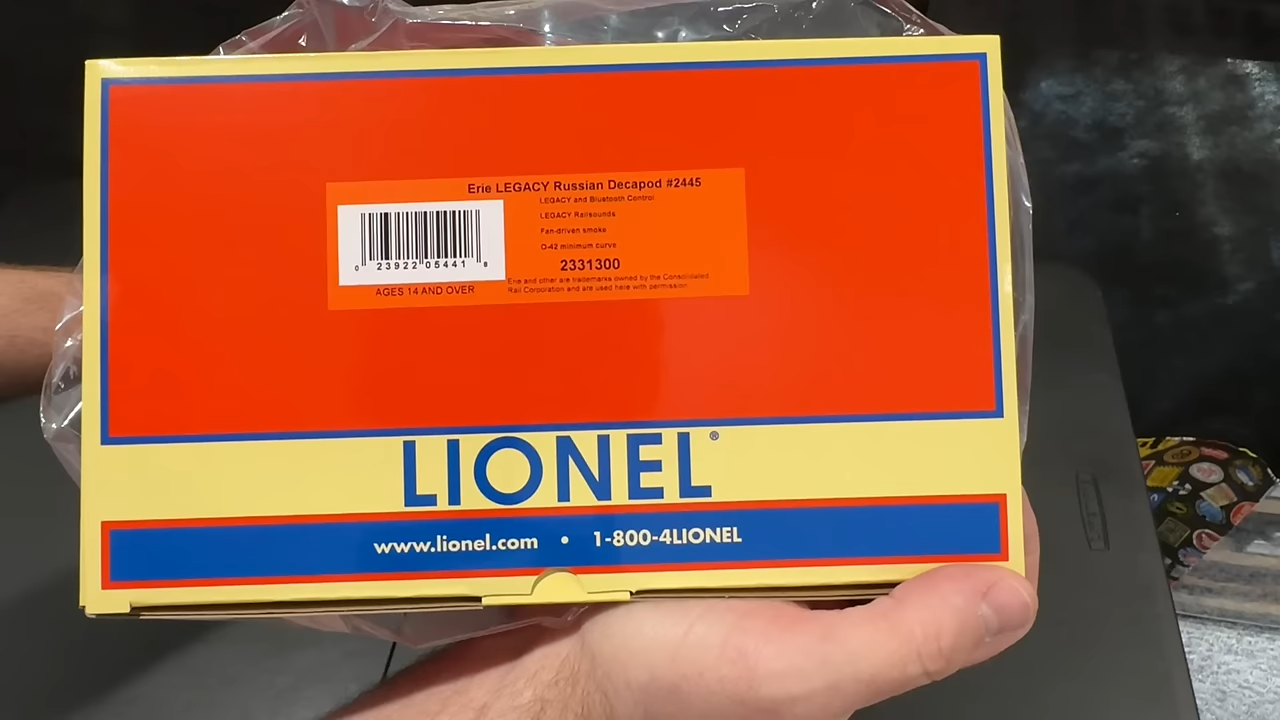 Erie LEGACY Russian Decapod #2445
LEGACY and Bluetooth Control
LEGACY Railsounds
Fan-driven smoke
O-42 minimum curve
2331300
0 23922 05441 8
AGES 14 AND OVER
Erie and other are trademarks owned by the Consolidated
Rail Corporation and are used here with permission
LIONEL®
www.lionel.com • 1-800-4LIONEL